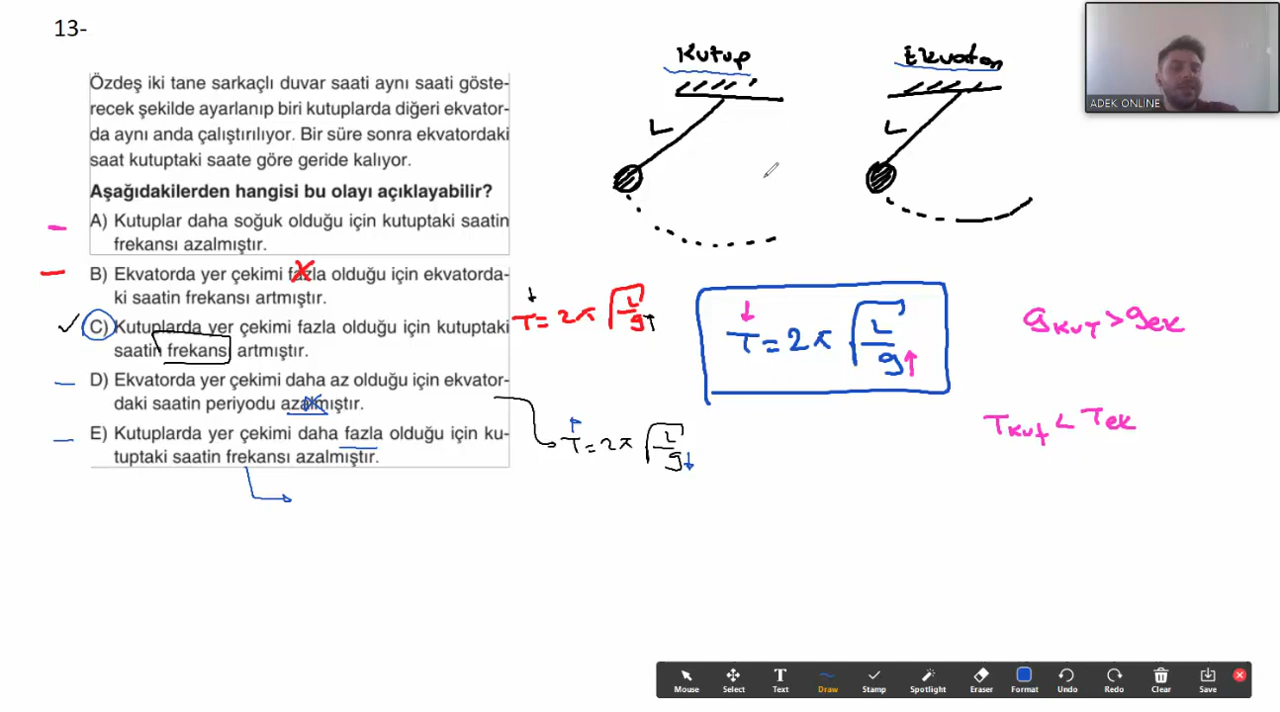 13-
Özdeş iki tane sarkaçlı duvar saati aynı saati göste-
recek şekilde ayarlanıp biri kutuplarda diğeri ekvator-
da aynı anda çalıştırılıyor. Bir süre sonra ekvatordaki
saat kutuptaki saate göre geride kalıyor.
Aşağıdakilerden hangisi bu olayı açıklayabilir?
A) Kutuplar daha soğuk olduğu için kutuptaki saatin
frekansı azalmıştır.
B) Ekvatorda yer çekimi fazla olduğu için ekvatorda-
ki saatin frekansı artmıştır.
C) Kutuplarda yer çekimi fazla olduğu için kutuptaki
saatin frekansı artmıştır.
D) Ekvatorda yer çekimi daha az olduğu için ekvator-
daki saatin periyodu azalmıştır.
E) Kutuplarda yer çekimi daha fazla olduğu için ku-
tuptaki saatin frekansı azalmıştır.
Kutup
L
Ekvator
L
↓ T = 2π √L/g ↑
↓ T = 2π √L/g ↑
↑ T = 2π √L/g ↓
gKUT > gEK
TKUT < TEK
ADEK ONLINE
Mouse Select Text Draw Stamp Spotlight Eraser Format Undo Redo Clear Save